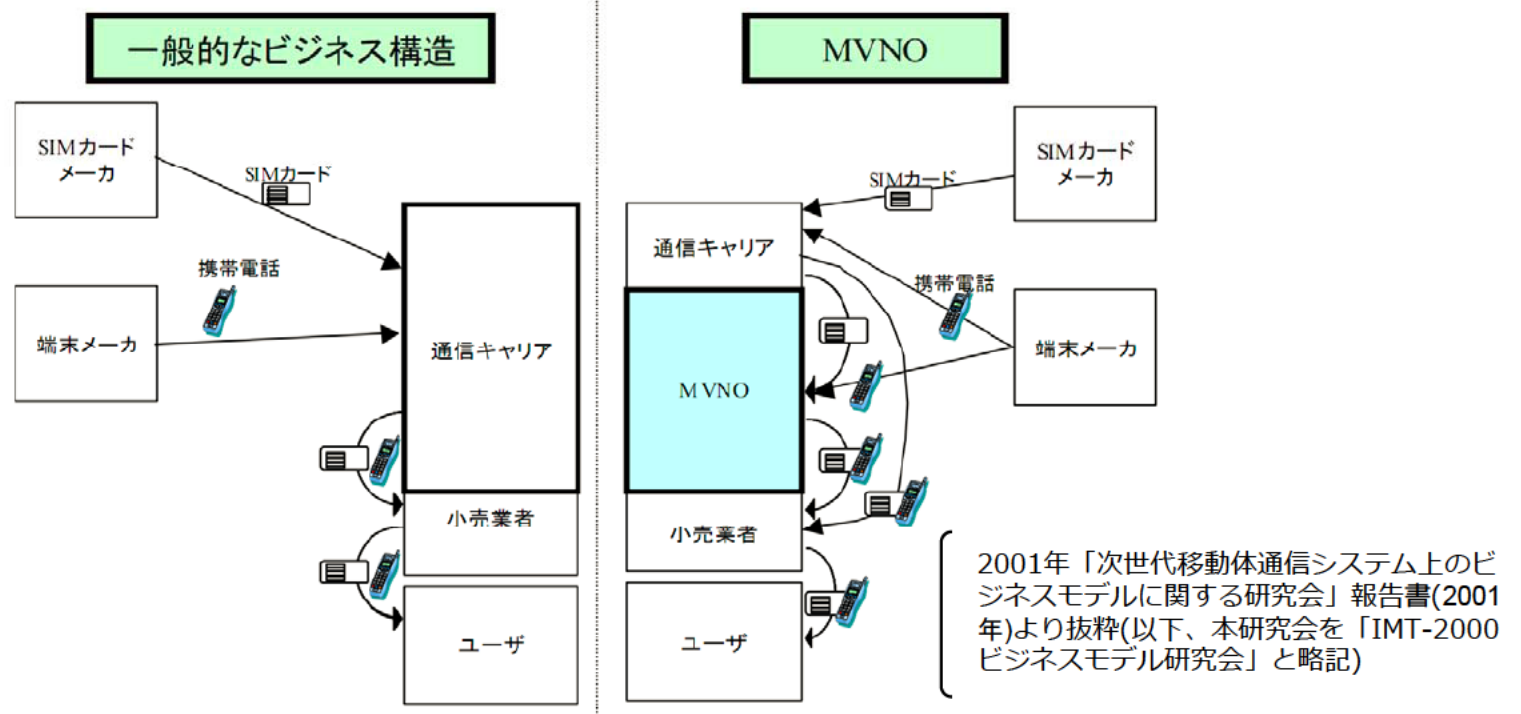 一般的なビジネス構造
SIMカード
メーカ
SIMカード
携帯電話
端末メーカ
通信キャリア
小売業者
ユーザ
MVNO
SIMカード
メーカ
SIMカード
通信キャリア
携帯電話
端末メーカ
MVNO
小売業者
ユーザ
2001年「次世代移動体通信システム上のビ
ジネスモデルに関する研究会」報告書(2001
年)より抜粋(以下、本研究会を「IMT-2000
ビジネスモデル研究会」と略記)